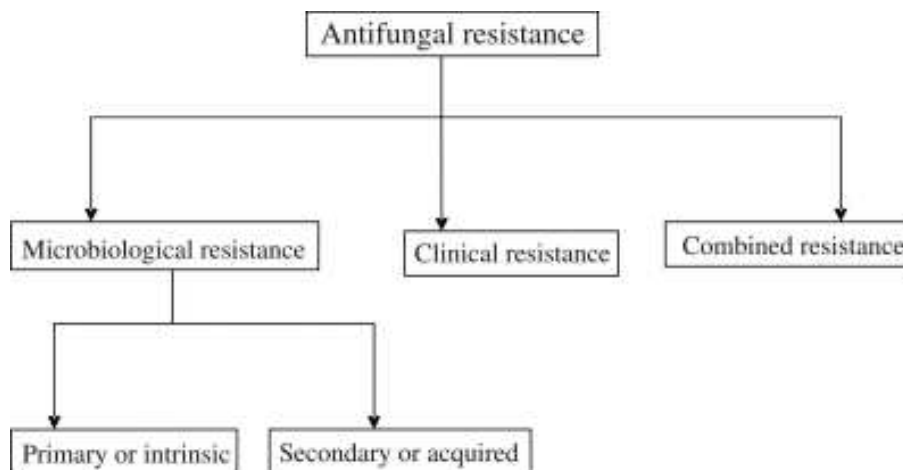 Antifungal resistance
Microbiological resistance
Clinical resistance
Combined resistance
Primary or intrinsic
Secondary or acquired